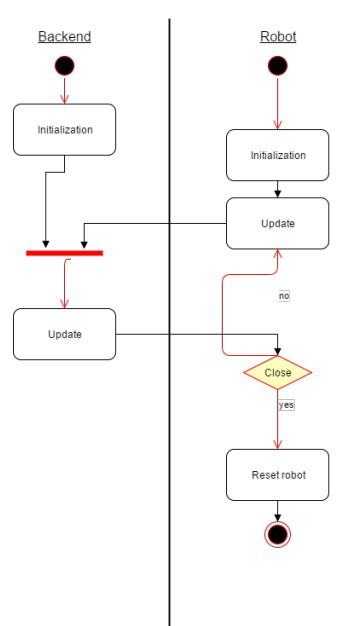 Backend
Robot
Initialization
Initialization
Update
no
Update
Close
yes
Reset robot